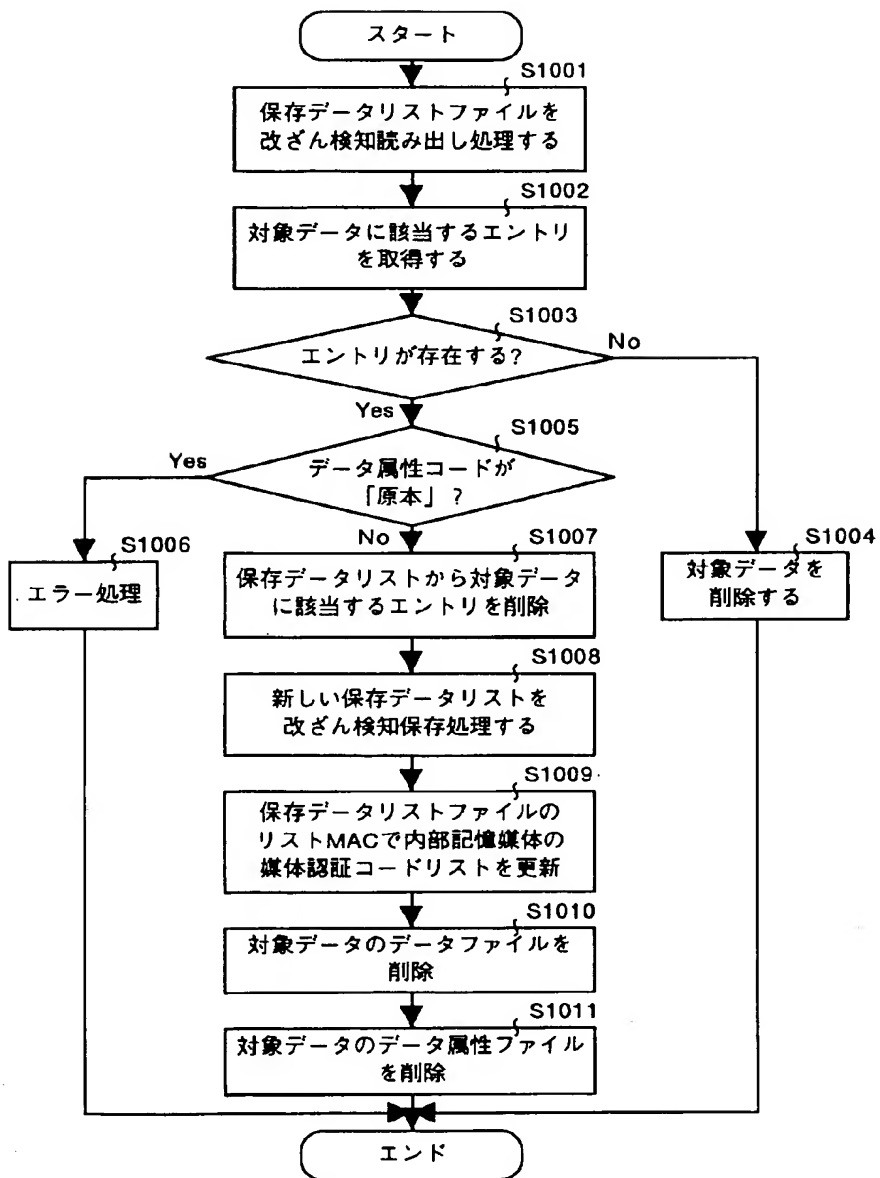 スタート
S1001
保存データリストファイルを
改ざん検知読み出し処理する
S1002
対象データに該当するエントリ
を取得する
S1003
エントリが存在する?
No
Yes
S1005
データ属性コードが
「原本」?
Yes
No
S1006
エラー処理
S1007
保存データリストから対象データ
に該当するエントリを削除
S1004
対象データを
削除する
S1008
新しい保存データリストを
改ざん検知保存処理する
S1009
保存データリストファイルの
リストMACで内部記憶媒体の
媒体認証コードリストを更新
S1010
対象データのデータファイルを
削除
S1011
対象データのデータ属性ファイル
を削除
エンド